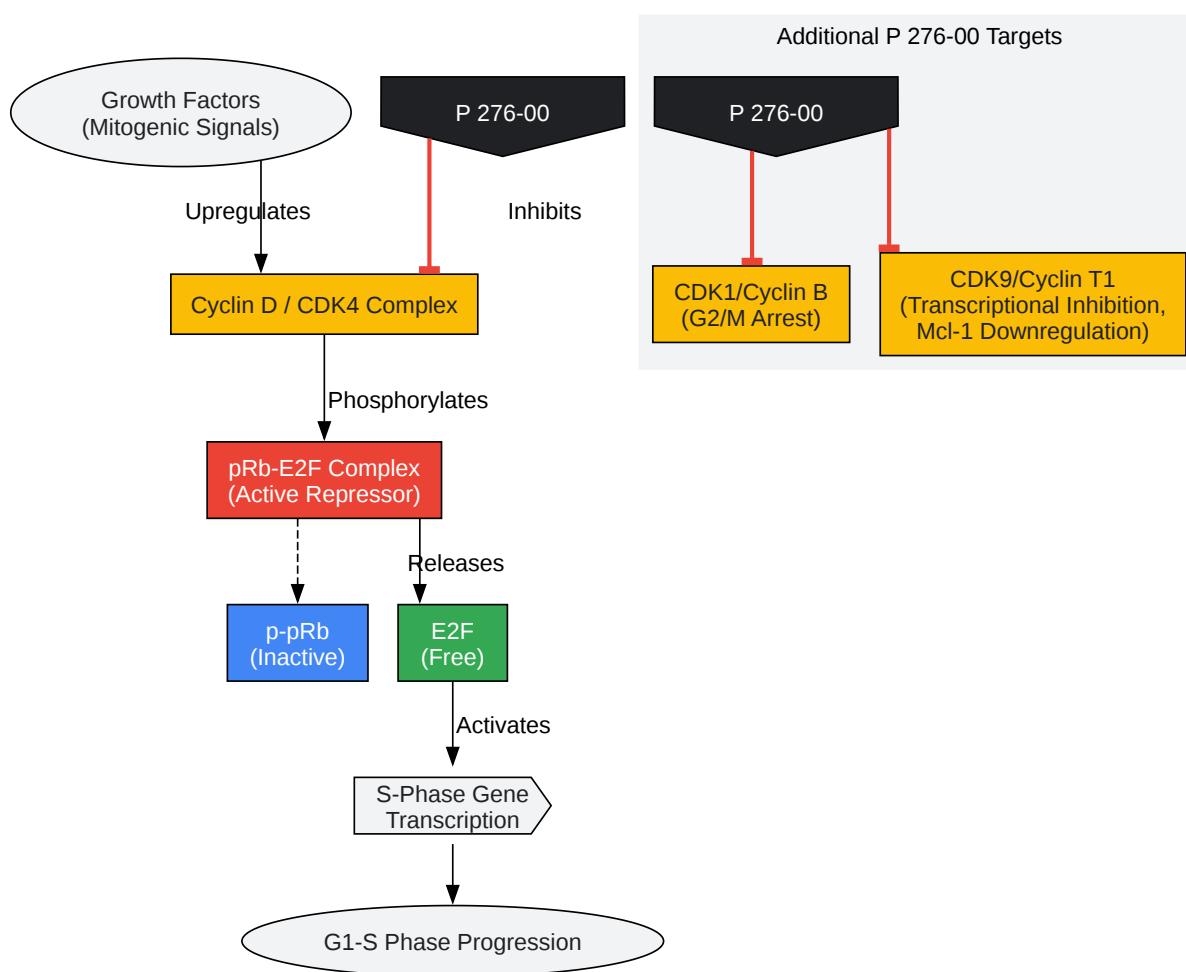 Additional P 276-00 Targets
Growth Factors
(Mitogenic Signals)
P 276-00
P 276-00
Upregulates
Inhibits
Cyclin D / CDK4 Complex
CDK1/Cyclin B
(G2/M Arrest)
CDK9/Cyclin T1
(Transcriptional Inhibition,
Mcl-1 Downregulation)
Phosphorylates
pRb-E2F Complex
(Active Repressor)
Releases
p-pRb
(Inactive)
E2F
(Free)
Activates
S-Phase Gene
Transcription
G1-S Phase Progression